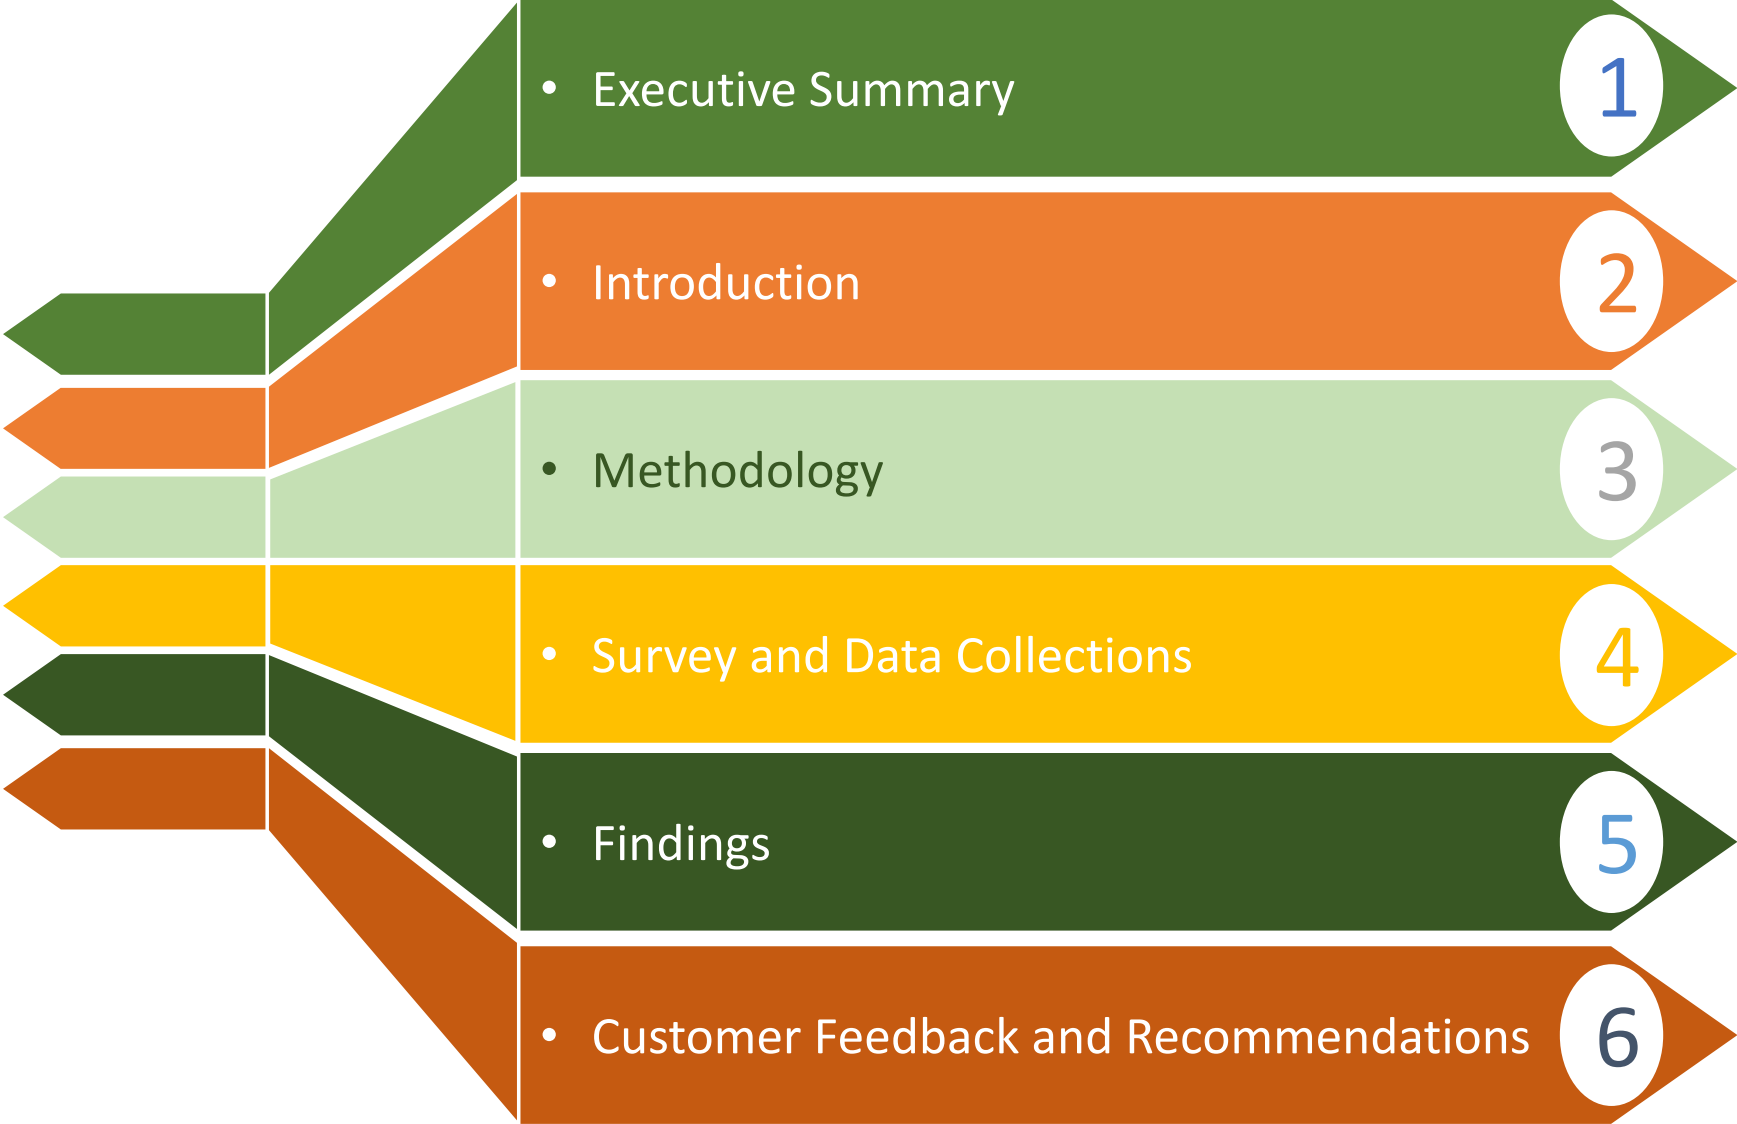 • Executive Summary 1
• Introduction 2
• Methodology 3
• Survey and Data Collections 4
• Findings 5
• Customer Feedback and Recommendations 6